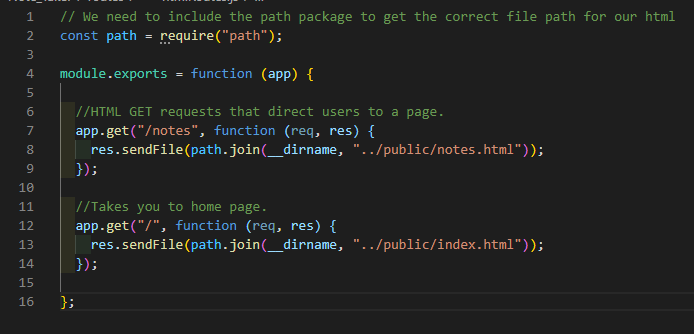 1 // We need to include the path package to get the correct file path for our html
2 const path = require("path");
3
4 module.exports = function (app) {
5
6 //HTML GET requests that direct users to a page.
7 app.get("/notes", function (req, res) {
8 res.sendFile(path.join(__dirname, "../public/notes.html"));
9 });
10
11 //Takes you to home page.
12 app.get("/", function (req, res) {
13 res.sendFile(path.join(__dirname, "../public/index.html"));
14 });
15
16 };